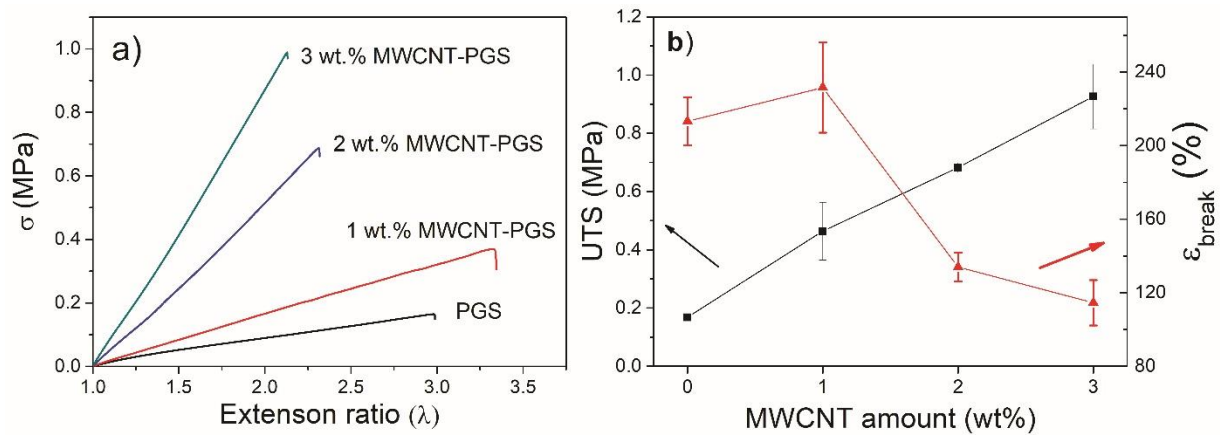 a)
3 wt.% MWCNT-PGS
2 wt.% MWCNT-PGS
1 wt.% MWCNT-PGS
PGS
σ (MPa)
1.0
0.8
0.6
0.4
0.2
0.0
1.0 1.5 2.0 2.5 3.0 3.5
Extenson ratio (λ)
b)
UTS (MPa)
1.2
1.0
0.8
0.6
0.4
0.2
0.0
0 1 2 3
MWCNT amount (wt%)
240
200
160
120
80
ε_break (%)